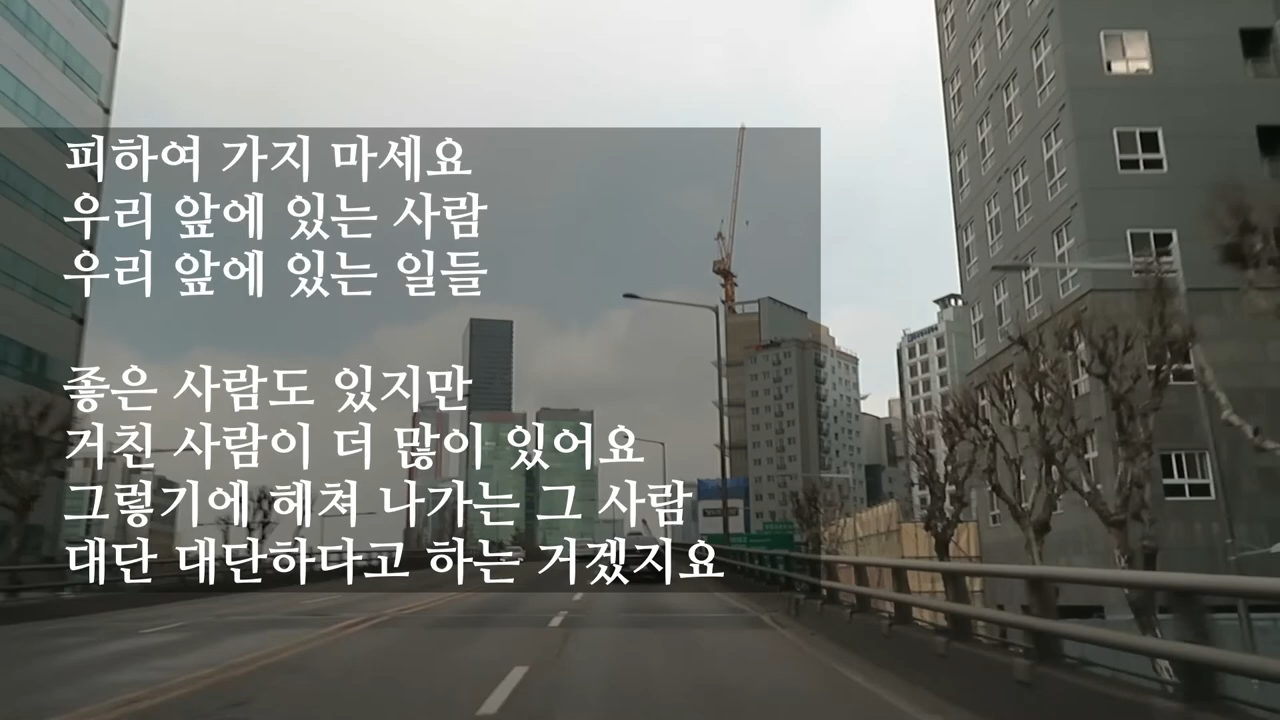 피하여 가지 마세요
우리 앞에 있는 사람
우리 앞에 있는 일들
좋은 사람도 있지만
거친 사람이 더 많이 있어요
그렇기에 헤쳐 나가는 그 사람
대단 대단하다고 하는 거겠지요